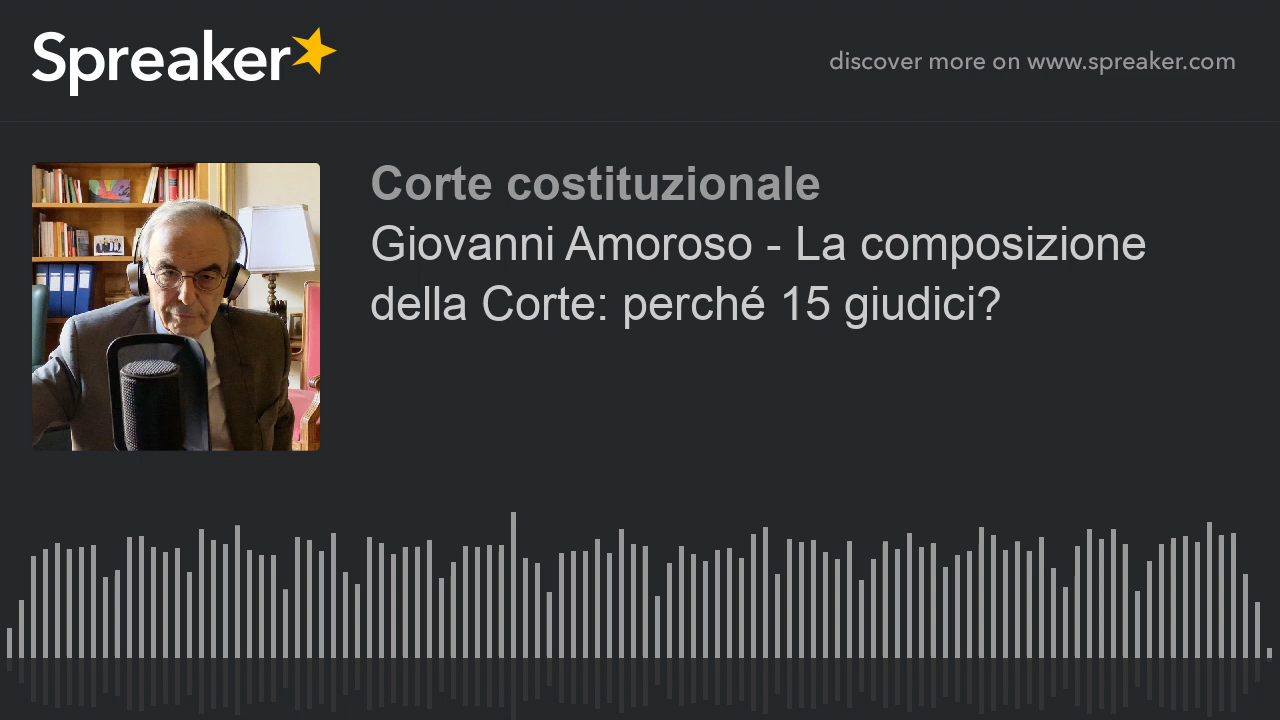 Spreaker
discover more on www.spreaker.com
Corte costituzionale
Giovanni Amoroso - La composizione
della Corte: perché 15 giudici?